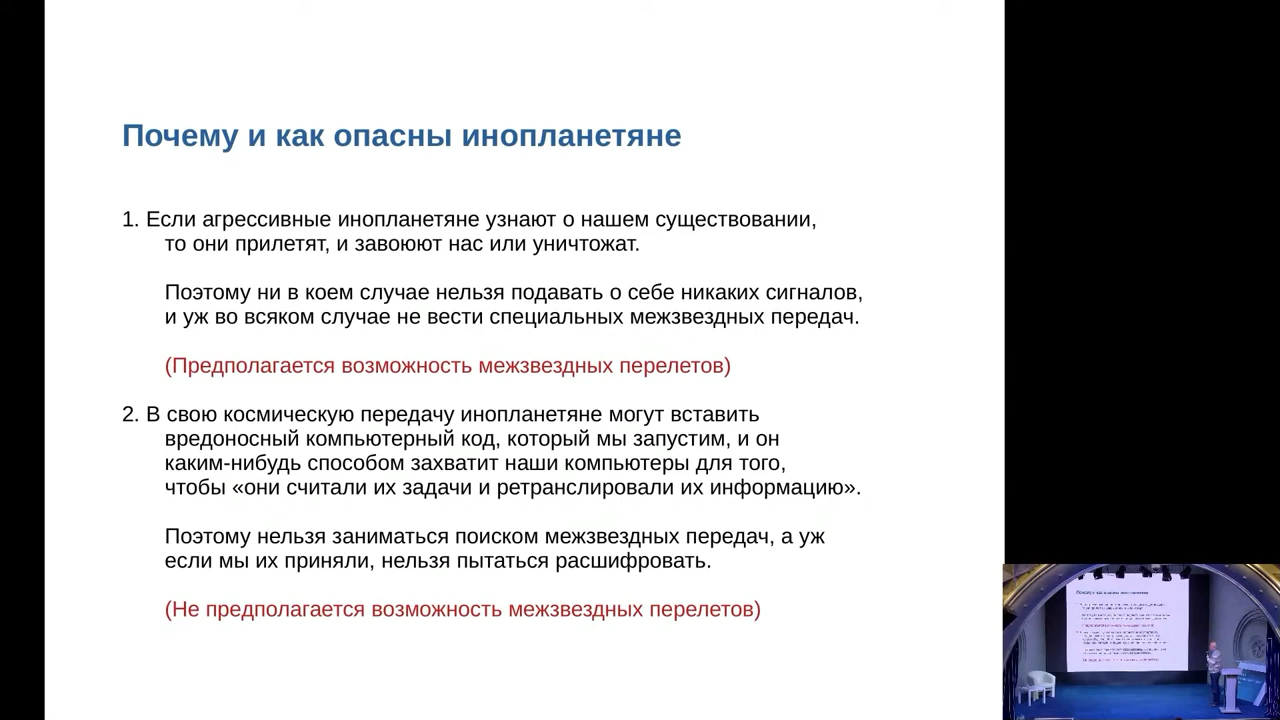 Почему и как опасны инопланетяне
1. Если агрессивные инопланетяне узнают о нашем существовании,
то они прилетят, и завоюют нас или уничтожат.
Поэтому ни в коем случае нельзя подавать о себе никаких сигналов,
и уж во всяком случае не вести специальных межзвездных передач.
(Предполагается возможность межзвездных перелетов)
2. В свою космическую передачу инопланетяне могут вставить
вредоносный компьютерный код, который мы запустим, и он
каким-нибудь способом захватит наши компьютеры для того,
чтобы «они считали их задачи и ретранслировали их информацию».
Поэтому нельзя заниматься поиском межзвездных передач, а уж
если мы их приняли, нельзя пытаться расшифровать.
(Не предполагается возможность межзвездных перелетов)